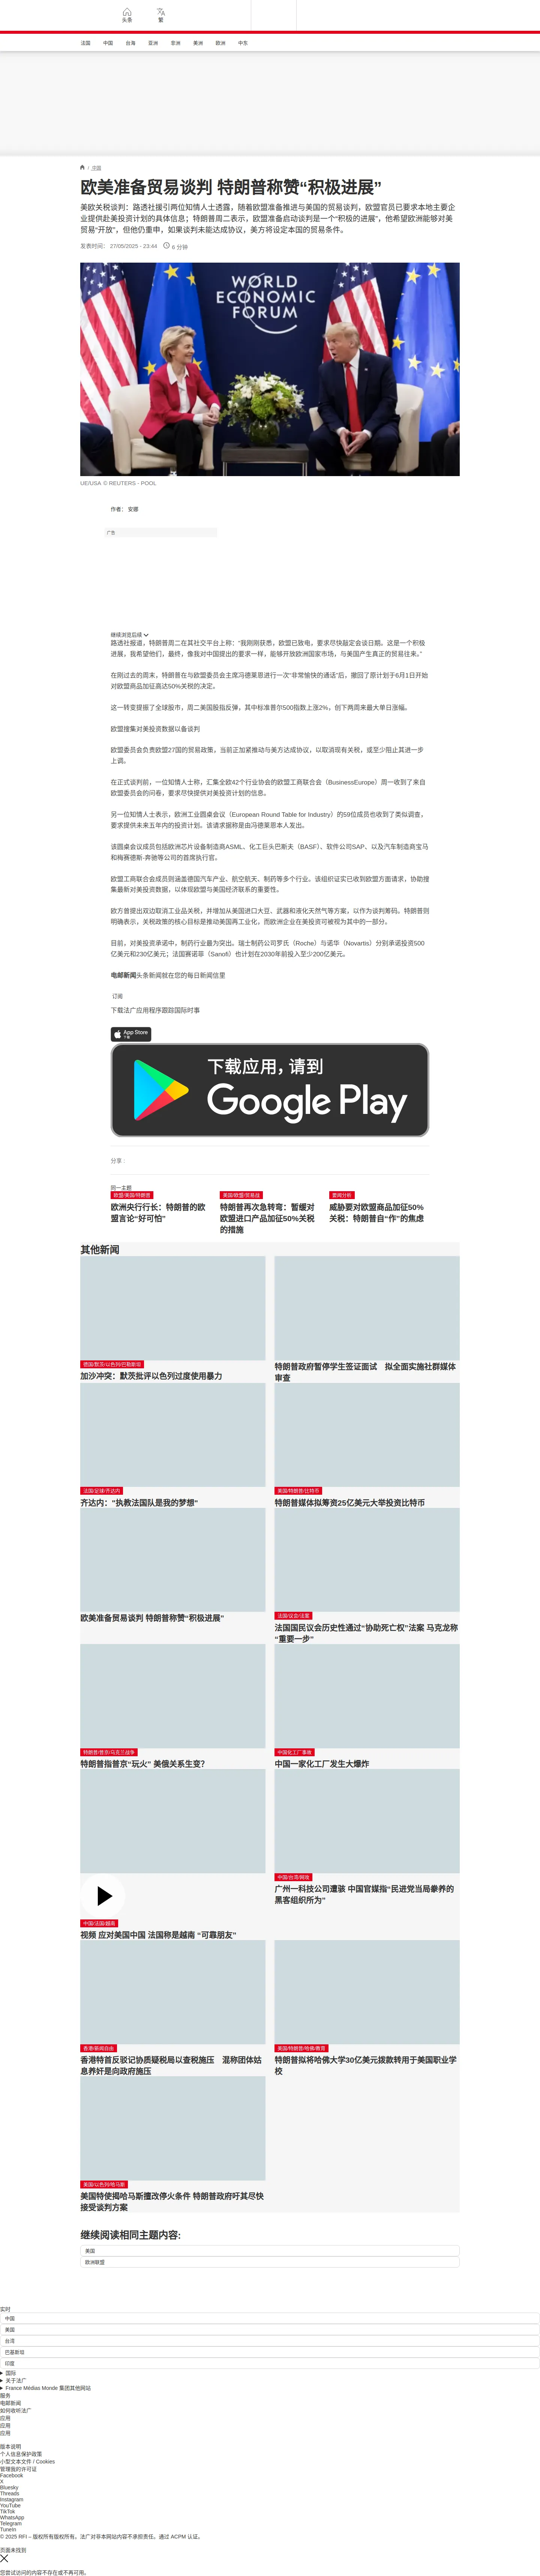 头条
繁
法国
中国
台海
亚洲
非洲
美洲
欧洲
中东
/ 美国
欧美准备贸易谈判 特朗普称赞“积极进展”
美欧关税谈判：路透社援引两位知情人士透露，随着欧盟准备推进与美国的贸易谈判，欧盟官员已要求本地主要企
业提供赴美投资计划的具体信息；特朗普周二表示，欧盟准备启动谈判是一个“积极的进展”，他希望欧洲能够对美
贸易“开放”，但他仍重申，如果谈判未能达成协议，美方将设定本国的贸易条件。
发表时间： 27/05/2025 - 23:44
6 分钟
WORLD
ECONOMIC
FORUM
UE/USA © REUTERS - POOL
作者： 安娜
广告
继续浏览后续
路透社报道，特朗普周二在其社交平台上称：“我刚刚获悉，欧盟已致电，要求尽快敲定会谈日期。这是一个积极
进展，我希望他们，最终，像我对中国提出的要求一样，能够开放欧洲国家市场，与美国产生真正的贸易往来。”
在刚过去的周末，特朗普在与欧盟委员会主席冯德莱恩进行一次“非常愉快的通话”后，撤回了原计划于6月1日开始
对欧盟商品加征高达50%关税的决定。
这一转变提振了全球股市，周二美国股指反弹，其中标准普尔500指数上涨2%，创下两周来最大单日涨幅。
欧盟搜集对美投资数据以备谈判
欧盟委员会负责欧盟27国的贸易政策，当前正加紧推动与美方达成协议，以取消现有关税，或至少阻止其进一步
上调。
在正式谈判前，一位知情人士称，汇集全欧42个行业协会的欧盟工商联合会（BusinessEurope）周一收到了来自
欧盟委员会的问卷，要求尽快提供对美投资计划的信息。
另一位知情人士表示，欧洲工业圆桌会议（European Round Table for Industry）的59位成员也收到了类似调查，
要求提供未来五年内的投资计划。该请求据称是由冯德莱恩本人发出。
该圆桌会议成员包括欧洲芯片设备制造商ASML、化工巨头巴斯夫（BASF）、软件公司SAP、以及汽车制造商宝马
和梅赛德斯-奔驰等公司的首席执行官。
欧盟工商联合会成员则涵盖德国汽车产业、航空航天、制药等多个行业。该组织证实已收到欧盟方面请求，协助搜
集最新对美投资数据，以体现欧盟与美国经济联系的重要性。
欧方曾提出双边取消工业品关税，并增加从美国进口大豆、武器和液化天然气等方案，以作为谈判筹码。特朗普则
明确表示，关税政策的核心目标是推动美国再工业化，而欧洲企业在美投资可被视为其中的一部分。
目前，对美投资承诺中，制药行业最为突出。瑞士制药公司罗氏（Roche）与诺华（Novartis）分别承诺投资500
亿美元和230亿美元；法国赛诺菲（Sanofi）也计划在2030年前投入至少200亿美元。
电邮新闻头条新闻就在您的每日新闻信里
订阅
下载法广应用程序跟踪国际时事
App Store
下载应用，请到
Google Play
分享 :
同一主题
欧盟/美国/特朗普
欧洲央行行长：特朗普的欧
盟言论“好可怕”
美国/欧盟/贸易战
特朗普再次急转弯：暂缓对
欧盟进口产品加征50%关税
的措施
要闻分析
威胁要对欧盟商品加征50%
关税：特朗普自“作”的焦虑
其他新闻
德国/默茨/以色列/巴勒斯坦
加沙冲突：默茨批评以色列过度使用暴力
特朗普政府暂停学生签证面试 拟全面实施社群媒体
审查
法国/足球/齐达内
齐达内：“执教法国队是我的梦想”
美国/特朗普/比特币
特朗普媒体拟筹资25亿美元大举投资比特币
欧美准备贸易谈判 特朗普称赞“积极进展”
法国/议会/法案
法国国民议会历史性通过“协助死亡权”法案 马克龙称
“重要一步”
特朗普/普京/乌克兰战争
特朗普指普京“玩火” 美俄关系生变？
中国化工厂事故
中国一家化工厂发生大爆炸
中国/法国/越南
视频 应对美国中国 法国称是越南 “可靠朋友”
中国/台湾/网攻
广州一科技公司遭骇 中国官媒指“民进党当局豢养的
黑客组织所为”
香港/新闻自由
香港特首反驳记协质疑税局以查税施压 混称团体姑
息养奸是向政府施压
美国/特朗普/哈佛/教育
特朗普拟将哈佛大学30亿美元拨款转用于美国职业学
校
美国/以色列/哈马斯
美国特使揭哈马斯擅改停火条件 特朗普政府吁其尽快
接受谈判方案
继续阅读相同主题内容:
美国
欧洲联盟
实时
中国
美国
台湾
巴基斯坦
印度
国际
关于法广
France Médias Monde 集团其他网站
服务
电邮新闻
如何收听法广
应用
应用
应用
版本说明
个人信息保护政策
小型文本文件 / Cookies
管理我的许可证
Facebook
X
Bluesky
Threads
Instagram
YouTube
TikTok
WhatsApp
Telegram
TuneIn
© 2025 RFI – 版权所有版权所有。法广对非本网站内容不承担责任。通过 ACPM 认证。
页面未找到
您尝试访问的内容不存在或不再可用。